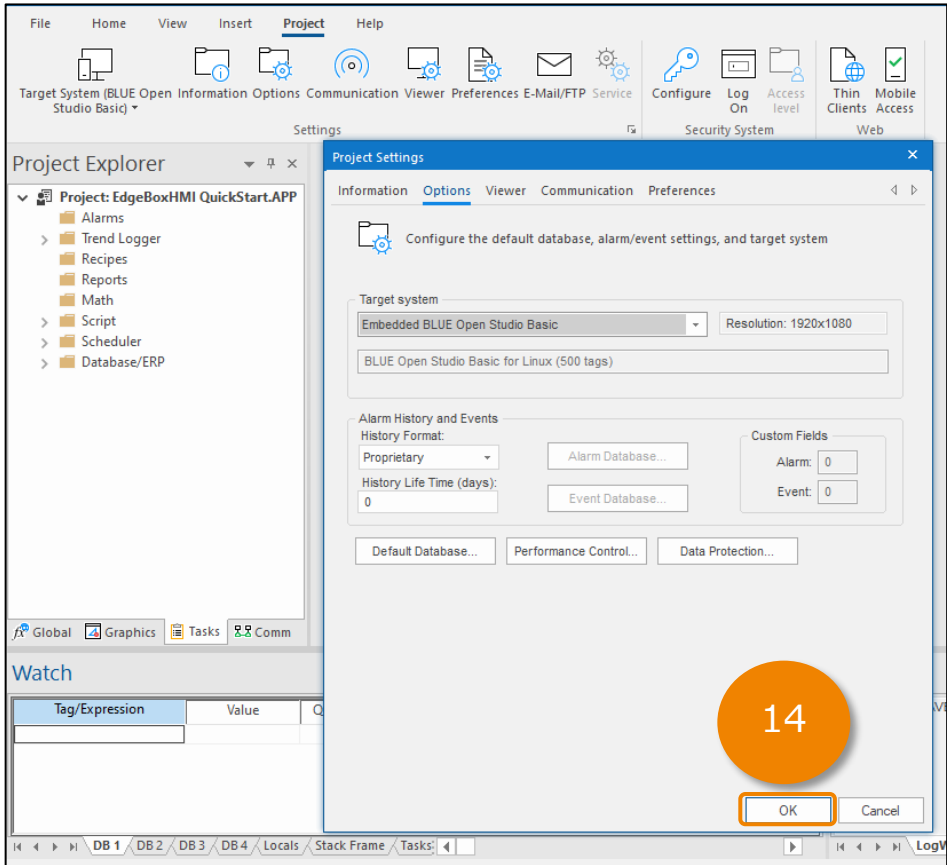 File Home View Insert Project Help
Target System (BLUE Open Studio Basic) Information Options Communication Viewer Preferences E-Mail/FTP Service Configure Log On Access level Thin Clients Mobile Access
Settings Security System Web
Project Explorer
Project: EdgeBoxHMI QuickStart.APP
Alarms
Trend Logger
Recipes
Reports
Math
Script
Scheduler
Database/ERP
Global Graphics Tasks Comm
Project Settings
Information Options Viewer Communication Preferences
Configure the default database, alarm/event settings, and target system
Target system
Embedded BLUE Open Studio Basic Resolution: 1920x1080
BLUE Open Studio Basic for Linux (500 tags)
Alarm History and Events
History Format: Custom Fields
Proprietary Alarm Database... Alarm: 0
History Life Time (days):
0 Event Database... Event: 0
Default Database... Performance Control... Data Protection...
14
OK Cancel
Watch
Tag/Expression Value
DB 1 DB 2 DB 3 DB 4 Locals Stack Frame Tasks